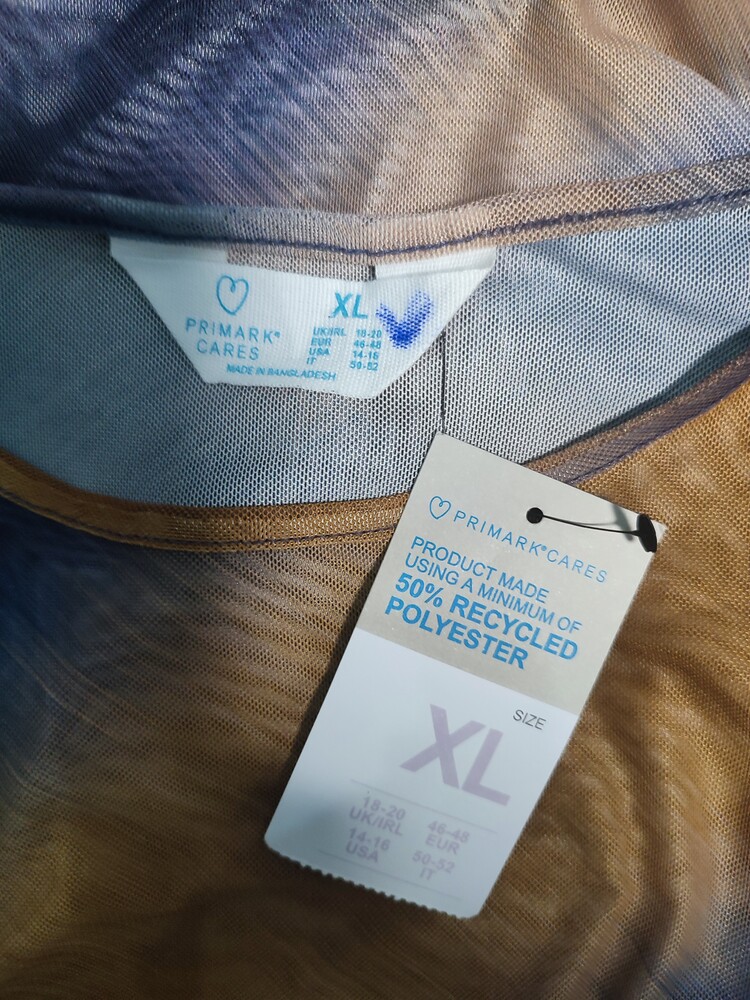 PRIMARK®
CARES
XL
UK/IRL 18-20
EUR 46-48
USA 14-16
IT 50-52
MADE IN BANGLADESH
PRIMARK®CARES
PRODUCT MADE
USING A MINIMUM OF
50% RECYCLED
POLYESTER
SIZE
XL
18-20
UK/IRL
46-48
EUR
14-16
USA
50-52
IT